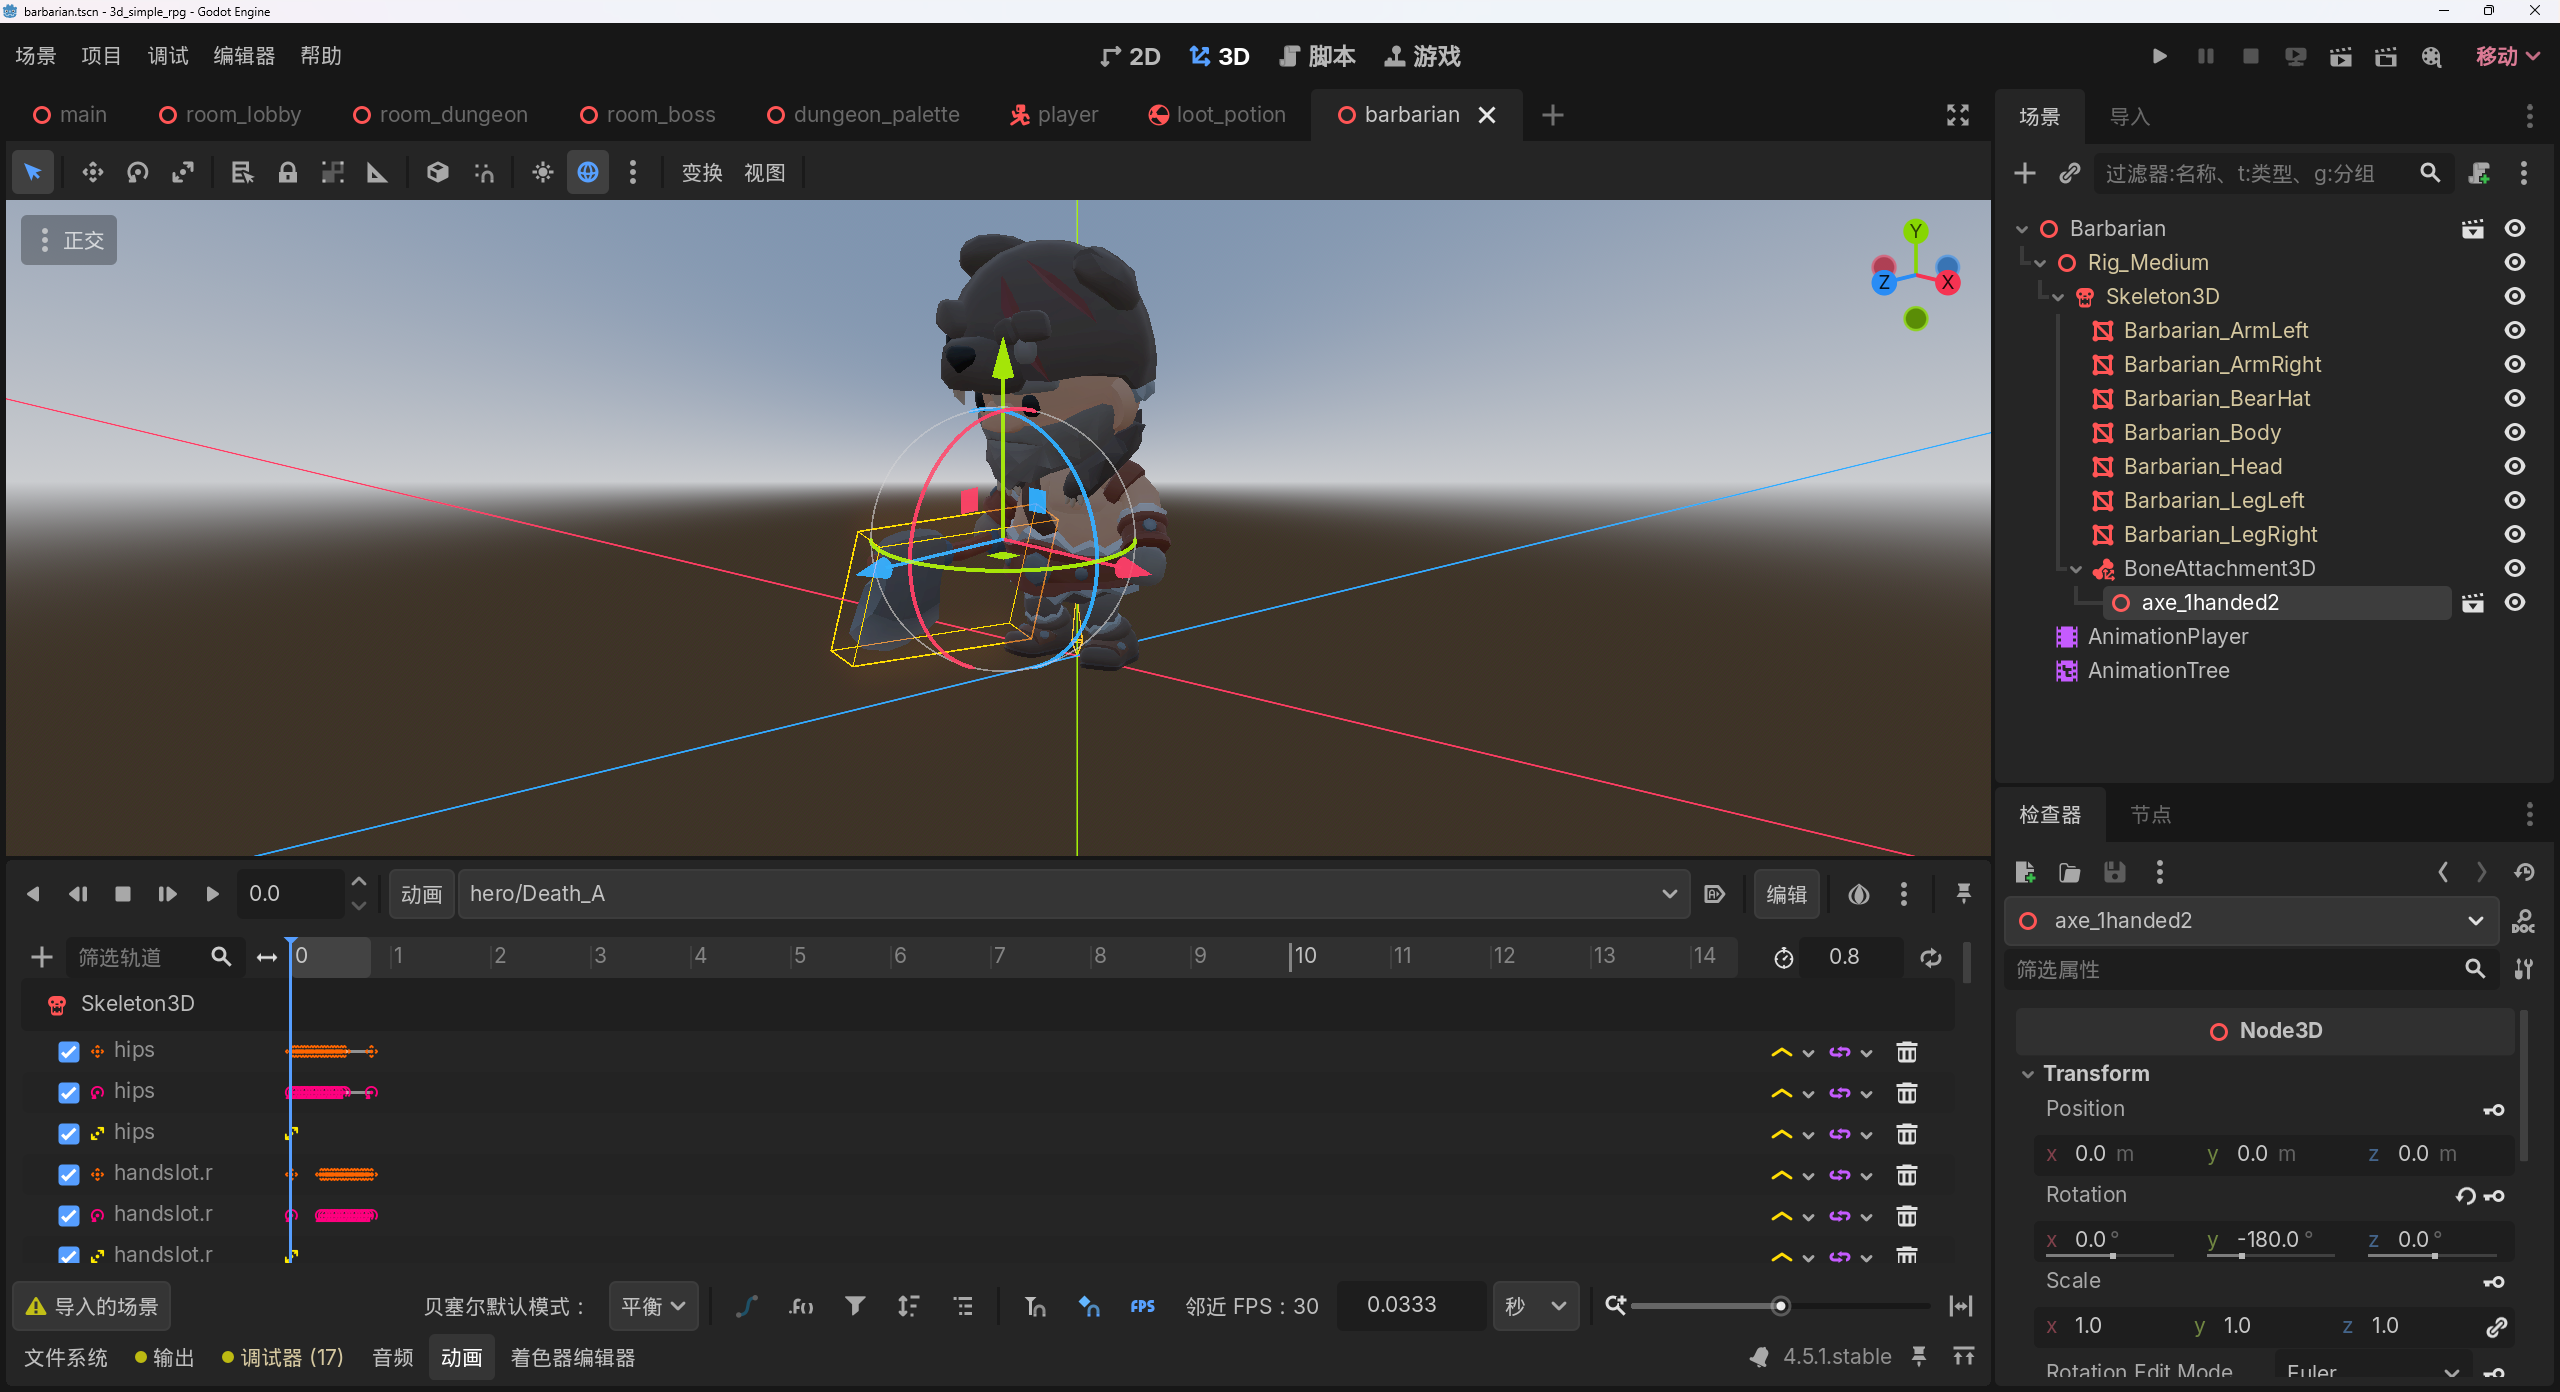 barbarian.tscn - 3d_simple_rpg - Godot Engine
场景 项目 调试 编辑器 帮助
2D 3D 脚本 游戏
移动
main room_lobby room_dungeon room_boss dungeon_palette player loot_potion barbarian
变换 视图
正交
Y
Z
X
场景 导入
过滤器:名称、t:类型、g:分组
Barbarian
Rig_Medium
Skeleton3D
Barbarian_ArmLeft
Barbarian_ArmRight
Barbarian_BearHat
Barbarian_Body
Barbarian_Head
Barbarian_LegLeft
Barbarian_LegRight
BoneAttachment3D
axe_1handed2
AnimationPlayer
AnimationTree
检查器 节点
axe_1handed2
DOC
筛选属性
Node3D
Transform
Position
x 0.0 m y 0.0 m z 0.0 m
Rotation
x 0.0 ° y -180.0 ° z 0.0 °
Scale
x 1.0 y 1.0 z 1.0
Rotation Edit Mode Euler
0.0 动画 hero/Death_A 编辑
筛选轨道 0 1 2 3 4 5 6 7 8 9 10 11 12 13 14 0.8
Skeleton3D
hips
hips
hips
handslot.r
handslot.r
handslot.r
导入的场景 贝塞尔默认模式： 平衡 FPS 邻近 FPS：30 0.0333 秒
文件系统 输出 调试器 (17) 音频 动画 着色器编辑器 4.5.1.stable